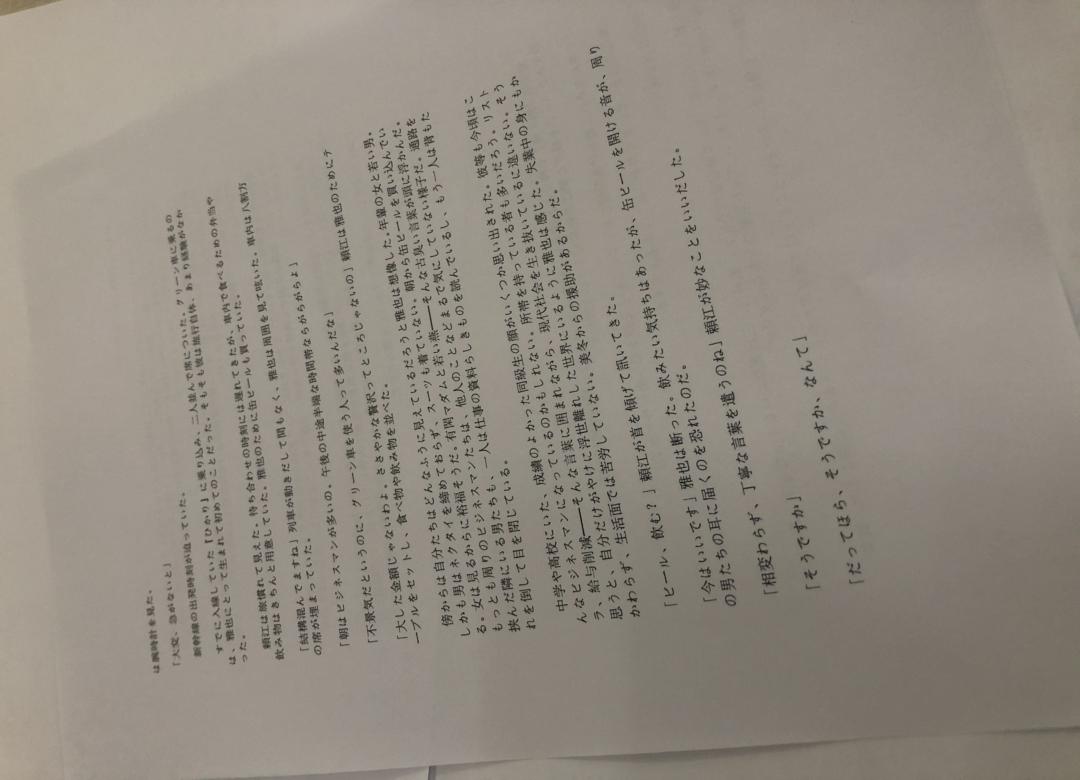 は腕時計を見た。
「大変、急がないと」
新幹線の出発時刻が迫っていた。
すでに入線していた『ひかり』に乗り込み、二人並んで席についた。グリーン車に乗るの
は、雅也にとって生まれて初めてのことだった。そもそも彼は旅行自体、あまり経験がなか
った。
頼江は旅慣れて見えた。待ち合わせの時刻には遅れてきたが、車内で食べるための弁当や
飲み物はきちんと用意していた。雅也のために缶ビールも買っていた。
「結構混んでますね」列車が動きだして間もなく、雅也は周囲を見て呟いた。車内は八割方
の席が埋まっていた。
「朝はビジネスマンが多いの。午後の中途半端な時間帯ならがらがらよ」
「不景気だというのに、グリーン車を使う人って多いんだな」
「大した金額じゃないわよ。ささやかな贅沢ってところじゃないの」頼江は雅也のためにテ
ーブルをセットし、食べ物や飲み物を並べた。
傍からは自分たちはどんなふうに見えているだろうと雅也は想像した。年輩の女と若い男。
しかも男はネクタイを締めておらず、スーツも着ていない。朝から缶ビールを買い込んでい
る。女は見るからに裕福そうだ。有閑マダムと若い燕――そんな古臭い言葉が頭に浮かんだ。
もっとも周りのビジネスマンたちは、他人のことなどまるで気にしていない様子だ。通路を
挟んだ隣にいる男たちも、一人は仕事の資料らしきものを読んでいるし、もう一人は背もた
れを倒して目を閉じている。
中学や高校にいた、成績のよかった同級生の顔がいくつか思い出された。彼等も今頃はこ
んなビジネスマンになっているのかもしれない。所帯を持っている者も多いだろう。リスト
ラ、給与削減――そんな言葉に囲まれながら、現代社会を生き抜いているに違いない。そう
思うと、自分だけがやけに浮世離れした世界にいるように雅也は感じた。失業中の身にもか
かわらず、生活面では苦労していない。美冬からの援助があるからだ。
「ビール、飲む？」頼江が首を傾げて訊いてきた。
「今はいいです」雅也は断った。飲みたい気持ちはあったが、缶ビールを開ける音が、周り
の男たちの耳に届くのを恐れたのだ。
「相変わらず、丁寧な言葉を遣うのね」頼江が妙なことをいいだした。
「そうですか」
「だってほら、そうですか、なんて」